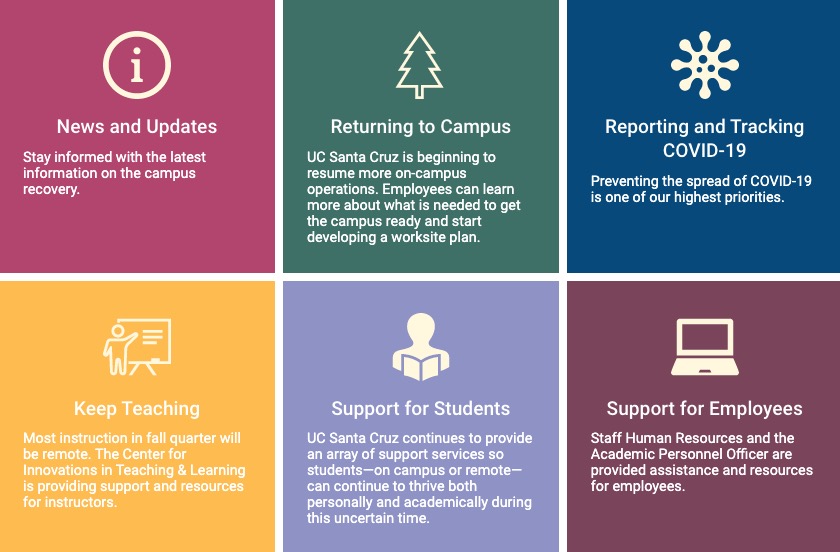 News and Updates
Stay informed with the latest
information on the campus
recovery.
Returning to Campus
UC Santa Cruz is beginning to
resume more on-campus
operations. Employees can learn
more about what is needed to get
the campus ready and start
developing a worksite plan.
Reporting and Tracking
COVID-19
Preventing the spread of COVID-19
is one of our highest priorities.
Keep Teaching
Most instruction in fall quarter will
be remote. The Center for
Innovations in Teaching & Learning
is providing support and resources
for instructors.
Support for Students
UC Santa Cruz continues to provide
an array of support services so
students—on campus or remote—
can continue to thrive both
personally and academically during
this uncertain time.
Support for Employees
Staff Human Resources and the
Academic Personnel Officer are
provided assistance and resources
for employees.